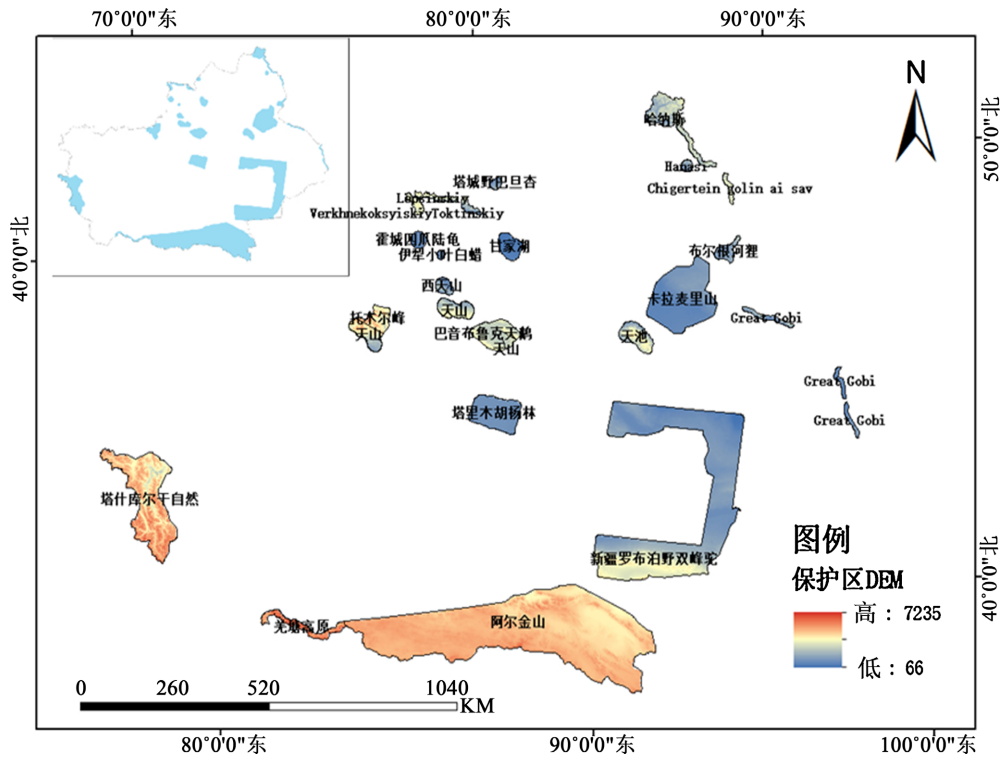 70°0'0"东 80°0'0"东 90°0'0"东
N
50°0'0"北
哈纳斯
Hanasi
Chigertein golin ai sav
塔城野巴旦杏
Lepsinskiy
VerkhnekoksyiskiyToktinskiy
霍城四爪陆龟
伊犁小叶白蜡
甘家湖
布尔根河狸
40°0'0"北
西天山
卡拉麦里山
天山
托木尔峰
天山
巴音布鲁克天鹅
天山
天池
Great Gobi
Great Gobi
塔里木胡杨林
Great Gobi
塔什库尔干自然
图例
新疆罗布泊野双峰驼
保护区DEM
40°0'0"北
高：7235
阿尔金山
羌塘高原
低：66
0 260 520 1040
KM
80°0'0"东 90°0'0"东 100°0'0"东